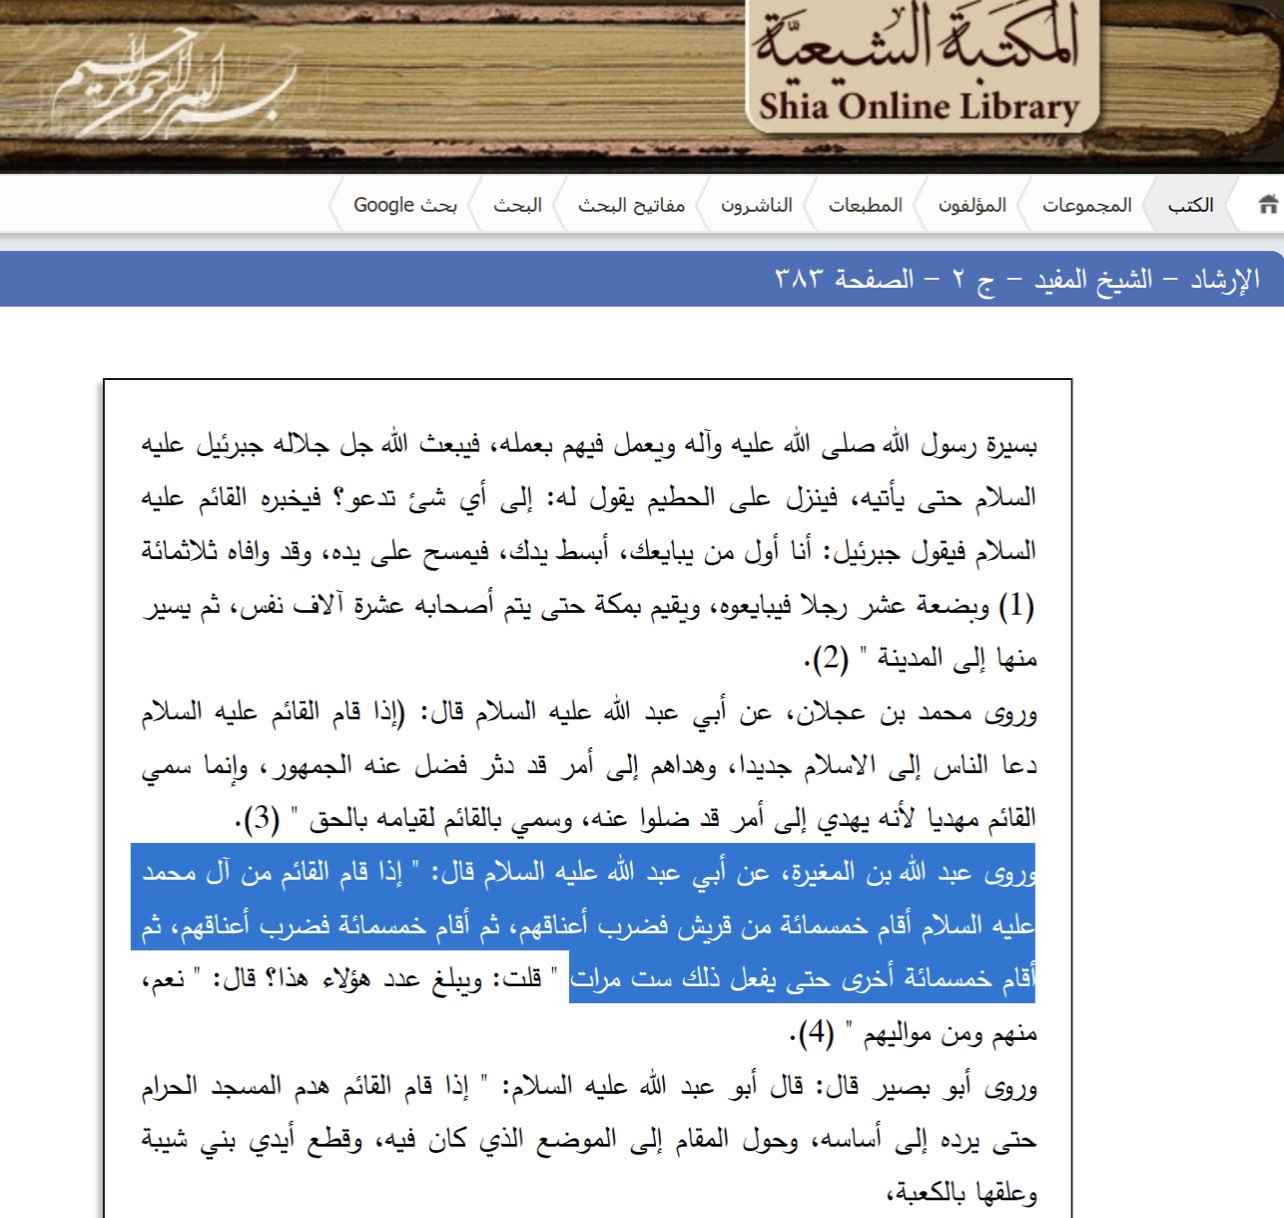 بسم الله الرحمن الرحيم
المكتبة الشيعية
Shia Online Library
الكتب
المجموعات
المؤلفون
المطبعات
الناشرون
مفاتيح البحث
البحث
بحث Google
الإرشاد - الشيخ المفيد - ج ٢ - الصفحة ٣٨٣
بسيرة رسول الله صلى الله عليه وآله ويعمل فيهم بعمله، فيبعث الله جل جلاله جبرئيل عليه
السلام حتى يأتيه، فينزل على الحطيم يقول له: إلى أي شئ تدعو؟ فيخبره القائم عليه
السلام فيقول جبرئيل: أنا أول من يبايعك، أبسط يدك، فيمسح على يده، وقد وافاه ثلاثمائة
(1) وبضعة عشر رجلا فيبايعوه، ويقيم بمكة حتى يتم أصحابه عشرة آلاف نفس، ثم يسير
منها إلى المدينة " (2).
وروى محمد بن عجلان، عن أبي عبد الله عليه السلام قال: (إذا قام القائم عليه السلام
دعا الناس إلى الاسلام جديدا، وهداهم إلى أمر قد دثر فضل عنه الجمهور، وإنما سمي
القائم مهديا لأنه يهدي إلى أمر قد ضلوا عنه، وسمي بالقائم لقيامه بالحق " (3).
وروى عبد الله بن المغيرة، عن أبي عبد الله عليه السلام قال: " إذا قام القائم من آل محمد
عليه السلام أقام خمسمائة من قريش فضرب أعناقهم، ثم أقام خمسمائة فضرب أعناقهم، ثم
أقام خمسمائة أخرى حتى يفعل ذلك ست مرات " قلت: ويبلغ عدد هؤلاء هذا؟ قال: " نعم،
منهم ومن مواليهم " (4).
وروى أبو بصير قال: قال أبو عبد الله عليه السلام: " إذا قام القائم هدم المسجد الحرام
حتى يرده إلى أساسه، وحول المقام إلى الموضع الذي كان فيه، وقطع أيدي بني شيبة
وعلقها بالكعبة،